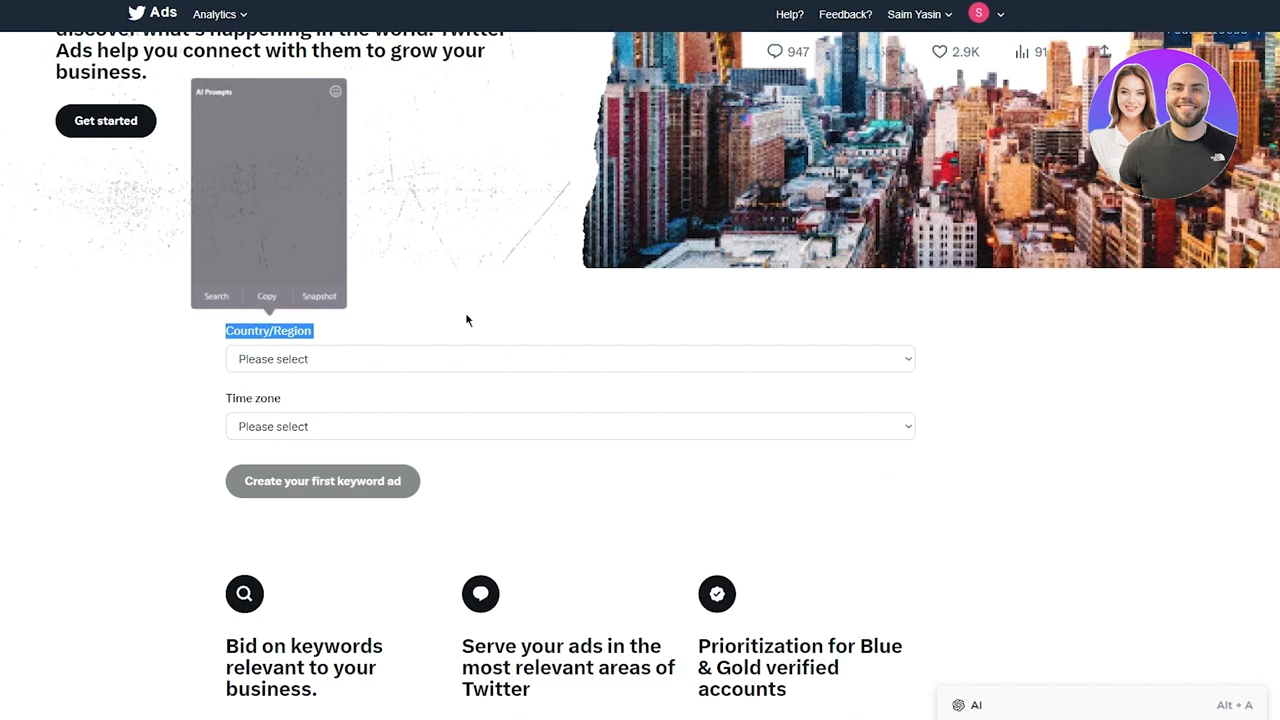 Ads
Analytics
Help?
Feedback?
Saim Yasin
S
discover what's happening in the world. Twitter
Ads help you connect with them to grow your
business.
Get started
947
2.9K
91
AI Prompts
Search
Copy
Snapshot
Country/Region
Please select
Time zone
Please select
Create your first keyword ad
Bid on keywords
relevant to your
business.
Serve your ads in the
most relevant areas of
Twitter
Prioritization for Blue
& Gold verified
accounts
AI
Alt + A